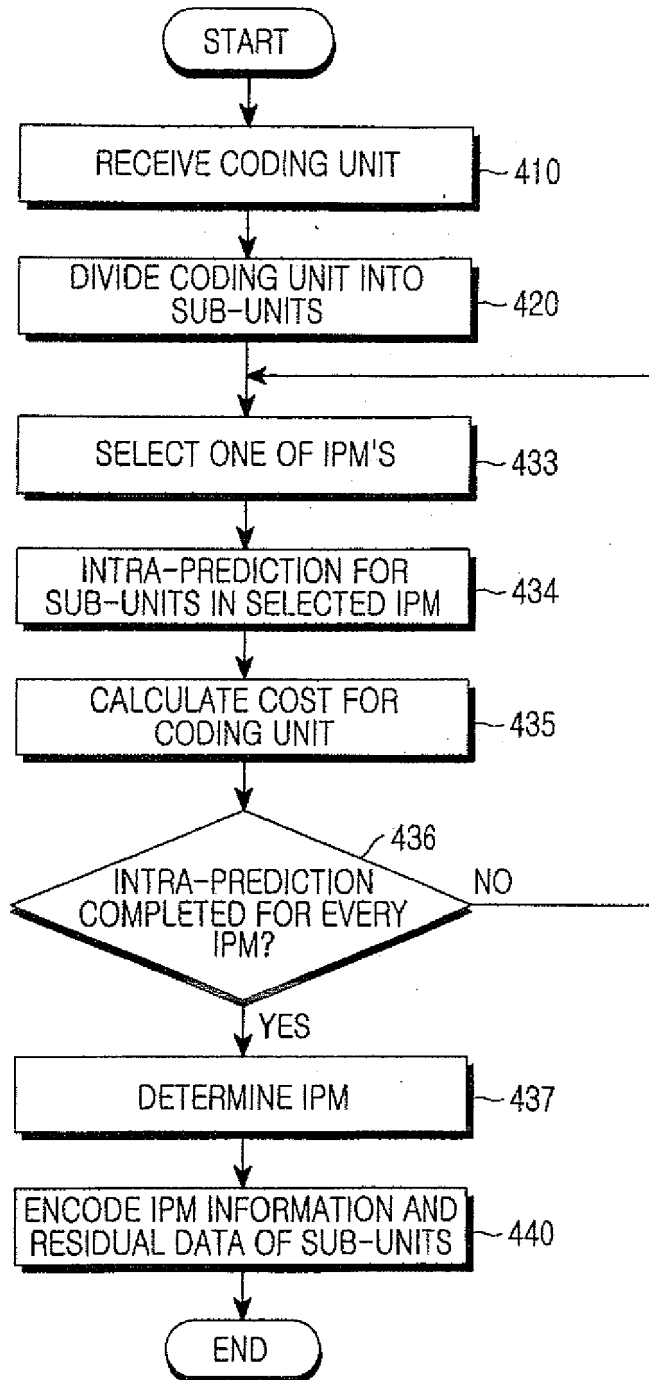 START
RECEIVE CODING UNIT
410
DIVIDE CODING UNIT INTO
SUB-UNITS
420
SELECT ONE OF IPM'S
433
INTRA-PREDICTION FOR
SUB-UNITS IN SELECTED IPM
434
CALCULATE COST FOR
CODING UNIT
435
436
INTRA-PREDICTION
COMPLETED FOR EVERY
IPM?
NO
YES
DETERMINE IPM
437
ENCODE IPM INFORMATION AND
RESIDUAL DATA OF SUB-UNITS
440
END